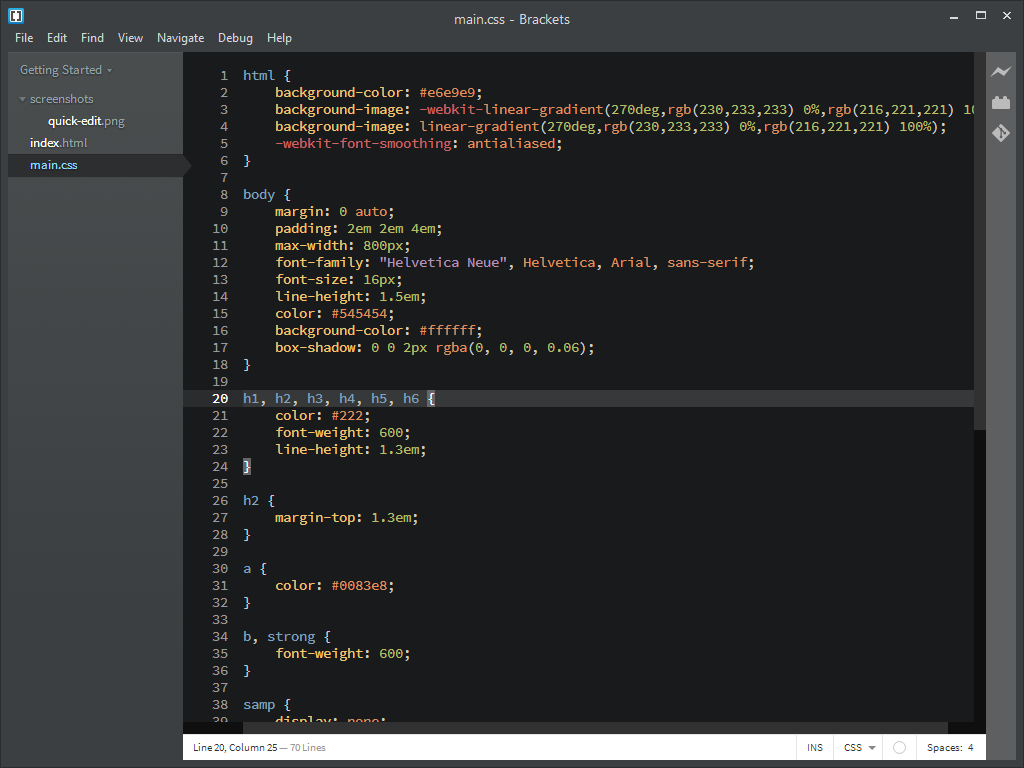 main.css - Brackets
File Edit Find View Navigate Debug Help
Getting Started
screenshots
quick-edit.png
index.html
main.css
1 html {
2 background-color: #e6e9e9;
3 background-image: -webkit-linear-gradient(270deg,rgb(230,233,233) 0%,rgb(216,221,221) 10
4 background-image: linear-gradient(270deg,rgb(230,233,233) 0%,rgb(216,221,221) 100%);
5 -webkit-font-smoothing: antialiased;
6 }
7
8 body {
9 margin: 0 auto;
10 padding: 2em 2em 4em;
11 max-width: 800px;
12 font-family: "Helvetica Neue", Helvetica, Arial, sans-serif;
13 font-size: 16px;
14 line-height: 1.5em;
15 color: #545454;
16 background-color: #ffffff;
17 box-shadow: 0 0 2px rgba(0, 0, 0, 0.06);
18 }
19
20 h1, h2, h3, h4, h5, h6 {
21 color: #222;
22 font-weight: 600;
23 line-height: 1.3em;
24 }
25
26 h2 {
27 margin-top: 1.3em;
28 }
29
30 a {
31 color: #0083e8;
32 }
33
34 b, strong {
35 font-weight: 600;
36 }
37
38 samp {
39 display: none;
Line 20, Column 25 — 70 Lines
INS CSS Spaces: 4